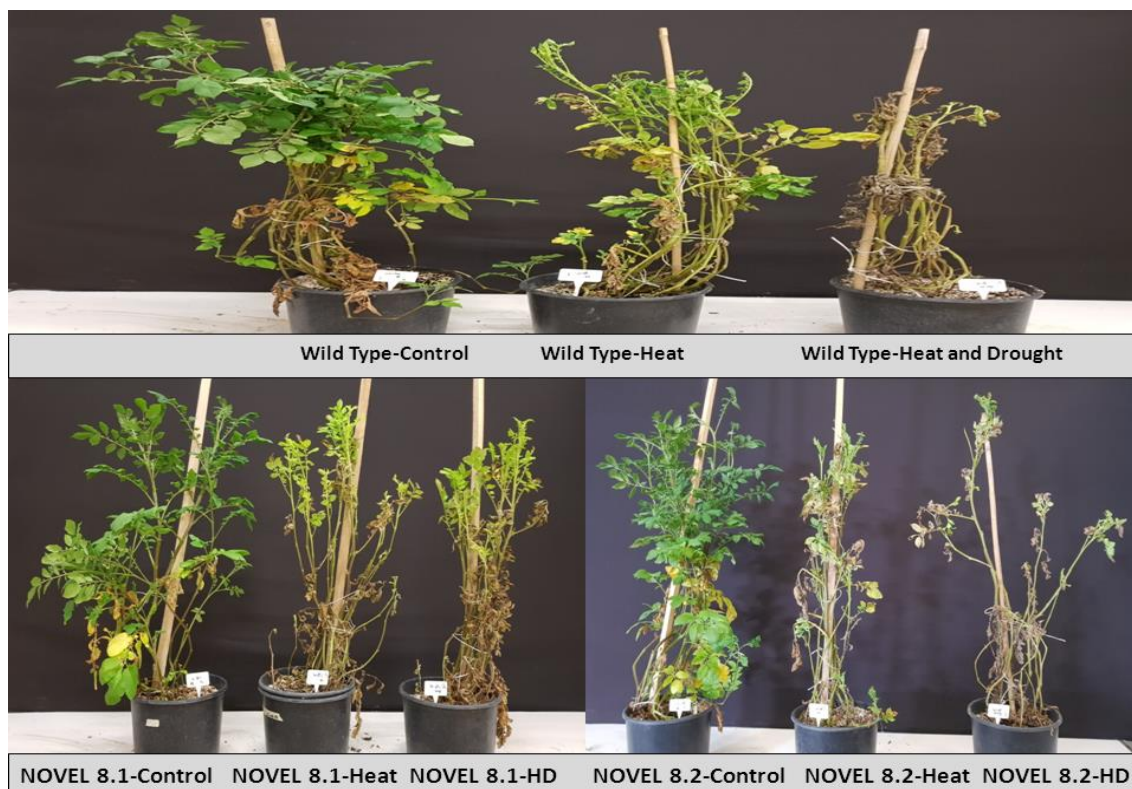 Wild Type-Control Wild Type-Heat Wild Type-Heat and Drought
NOVEL 8.1-Control NOVEL 8.1-Heat NOVEL 8.1-HD NOVEL 8.2-Control NOVEL 8.2-Heat NOVEL 8.2-HD